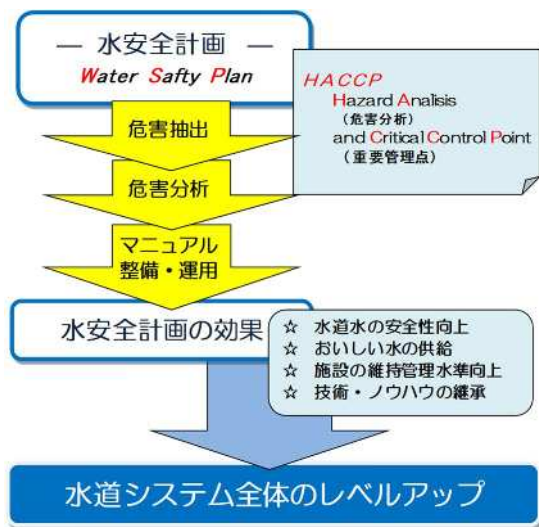 ― 水安全計画 ―
Water Safty Plan
HACCP
Hazard Analisis
(危害分析)
and Critical Control Point
(重要管理点)
危害抽出
危害分析
マニュアル
整備・運用
水安全計画の効果
☆ 水道水の安全性向上
☆ おいしい水の供給
☆ 施設の維持管理水準向上
☆ 技術・ノウハウの継承
水道システム全体のレベルアップ